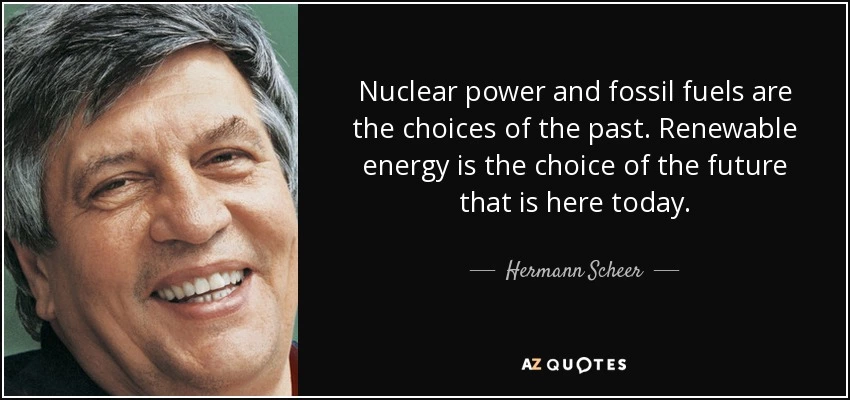 Nuclear power and fossil fuels are
the choices of the past. Renewable
energy is the choice of the future
that is here today.
Hermann Scheer
AZ QUOTES